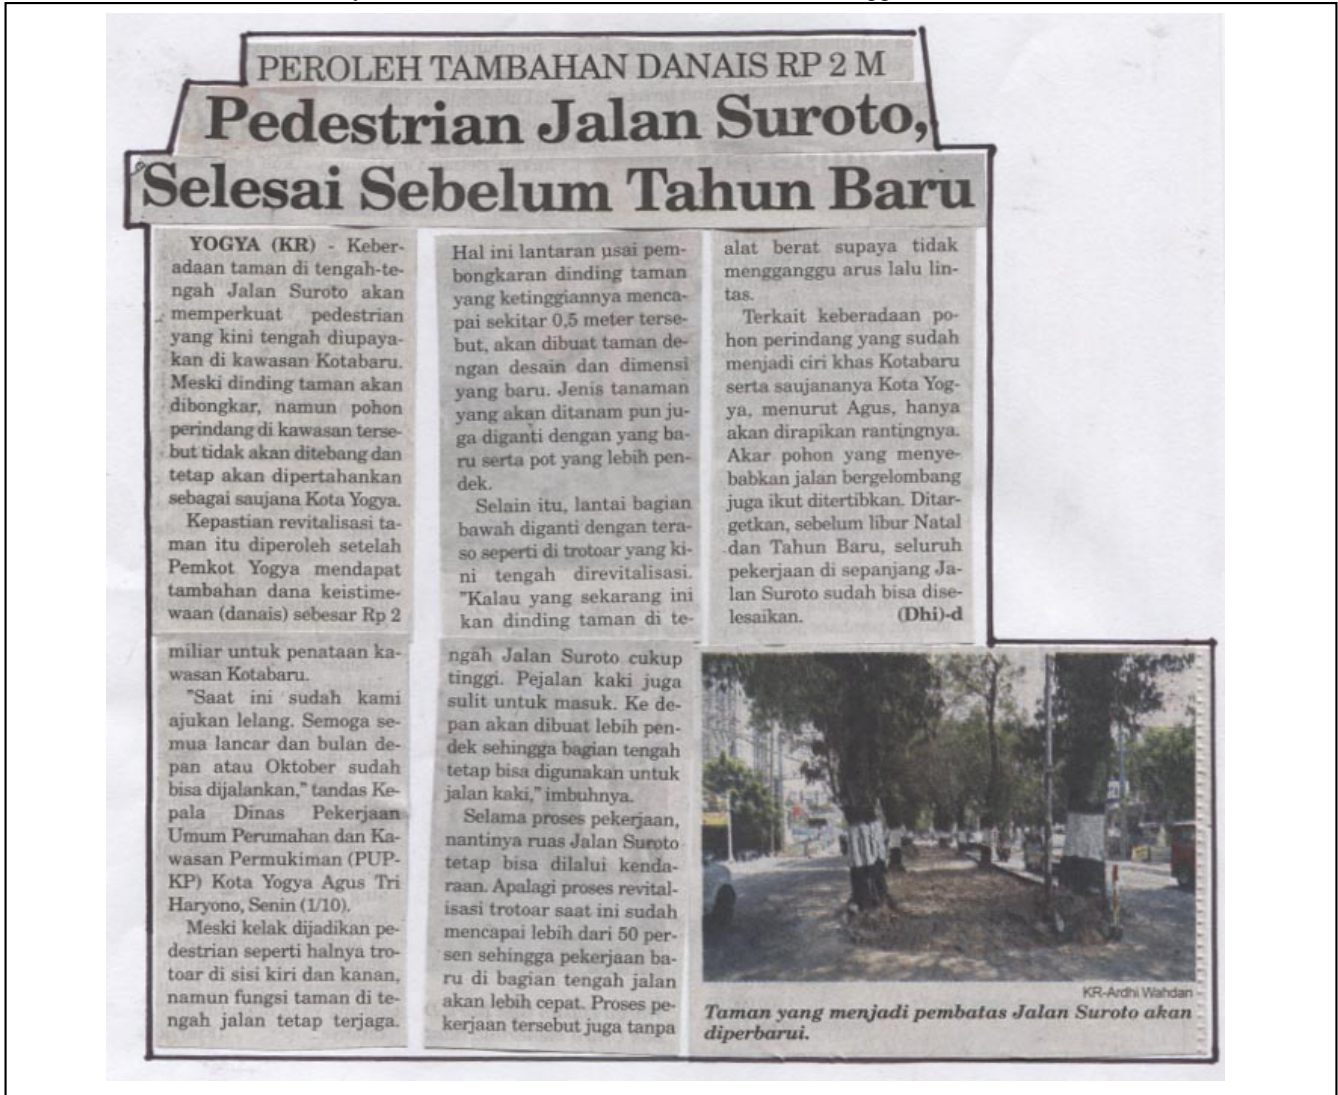 PEROLEH TAMBAHAN DANAIS RP 2 M
Pedestrian Jalan Suroto,
Selesai Sebelum Tahun Baru
YOGYA (KR) - Keber-
adaan taman di tengah-te-
ngah Jalan Suroto akan
memperkuat pedestrian
yang kini tengah diupaya-
kan di kawasan Kotabaru.
Meski dinding taman akan
dibongkar, namun pohon
perindang di kawasan terse-
but tidak akan ditebang dan
tetap akan dipertahankan
sebagai saujana Kota Yogya.
Kepastian revitalisasi ta-
man itu diperoleh setelah
Pemkot Yogya mendapat
tambahan dana keistime-
waan (danais) sebesar Rp 2
miliar untuk penataan ka-
wasan Kotabaru.
"Saat ini sudah kami
ajukan lelang. Semoga se-
mua lancar dan bulan de-
pan atau Oktober sudah
bisa dijalankan," tandas Ke-
pala Dinas Pekerjaan
Umum Perumahan dan Ka-
wasan Permukiman (PUP-
KP) Kota Yogya Agus Tri
Haryono, Senin (1/10).
Meski kelak dijadikan pe-
destrian seperti halnya tro-
toar di sisi kiri dan kanan,
namun fungsi taman di te-
ngah jalan tetap terjaga.
Hal ini lantaran usai pem-
bongkaran dinding taman
yang ketinggiannya menca-
pai sekitar 0,5 meter terse-
but, akan dibuat taman de-
ngan desain dan dimensi
yang baru. Jenis tanaman
yang akan ditanam pun ju-
ga diganti dengan yang ba-
ru serta pot yang lebih pen-
dek.
Selain itu, lantai bagian
bawah diganti dengan tera-
so seperti di trotoar yang ki-
ni tengah direvitalisasi.
"Kalau yang sekarang ini
kan dinding taman di te-
ngah Jalan Suroto cukup
tinggi. Pejalan kaki juga
sulit untuk masuk. Ke de-
pan akan dibuat lebih pen-
dek sehingga bagian tengah
tetap bisa digunakan untuk
jalan kaki," imbuhnya.
Selama proses pekerjaan,
nantinya ruas Jalan Suroto
tetap bisa dilalui kenda-
raan. Apalagi proses revital-
isasi trotoar saat ini sudah
mencapai lebih dari 50 per-
sen sehingga pekerjaan ba-
ru di bagian tengah jalan
akan lebih cepat. Proses pe-
kerjaan tersebut juga tanpa
alat berat supaya tidak
mengganggu arus lalu lin-
tas.
Terkait keberadaan po-
hon perindang yang sudah
menjadi ciri khas Kotabaru
serta saujananya Kota Yog-
ya, menurut Agus, hanya
akan dirapikan rantingnya.
Akar pohon yang menye-
babkan jalan bergelombang
juga ikut ditertibkan. Ditar-
getkan, sebelum libur Natal
dan Tahun Baru, seluruh
pekerjaan di sepanjang Ja-
lan Suroto sudah bisa dise-
lesaikan. (Dhi)-d
KR-Ardhi Wahdan
Taman yang menjadi pembatas Jalan Suroto akan
diperbarui.